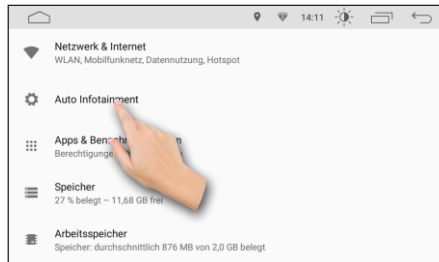 14:11
Netzwerk & Internet
WLAN, Mobilfunknetz, Datennutzung, Hotspot
Auto Infotainment
Apps &
Speicher
27 % belegt – 11,68 GB frei
Arbeitsspeicher
Speicher: durchschnittlich 876 MB von 2,0 GB belegt